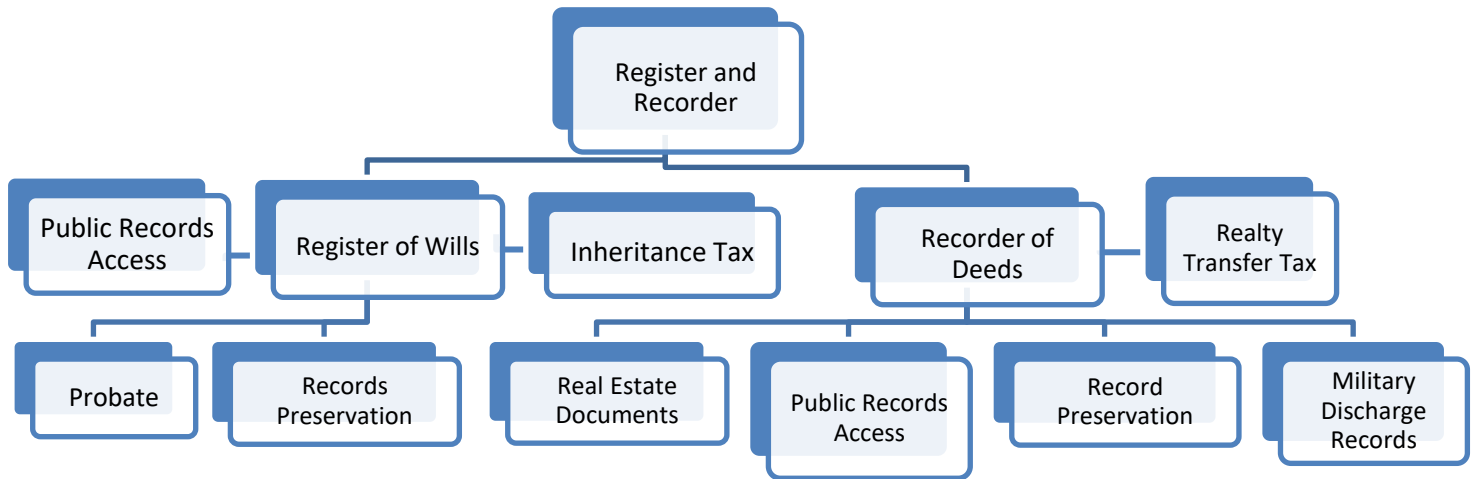 Register and
Recorder
Public Records
Access
Register of Wills
Inheritance Tax
Recorder of
Deeds
Realty
Transfer Tax
Probate
Records
Preservation
Real Estate
Documents
Public Records
Access
Record
Preservation
Military
Discharge
Records